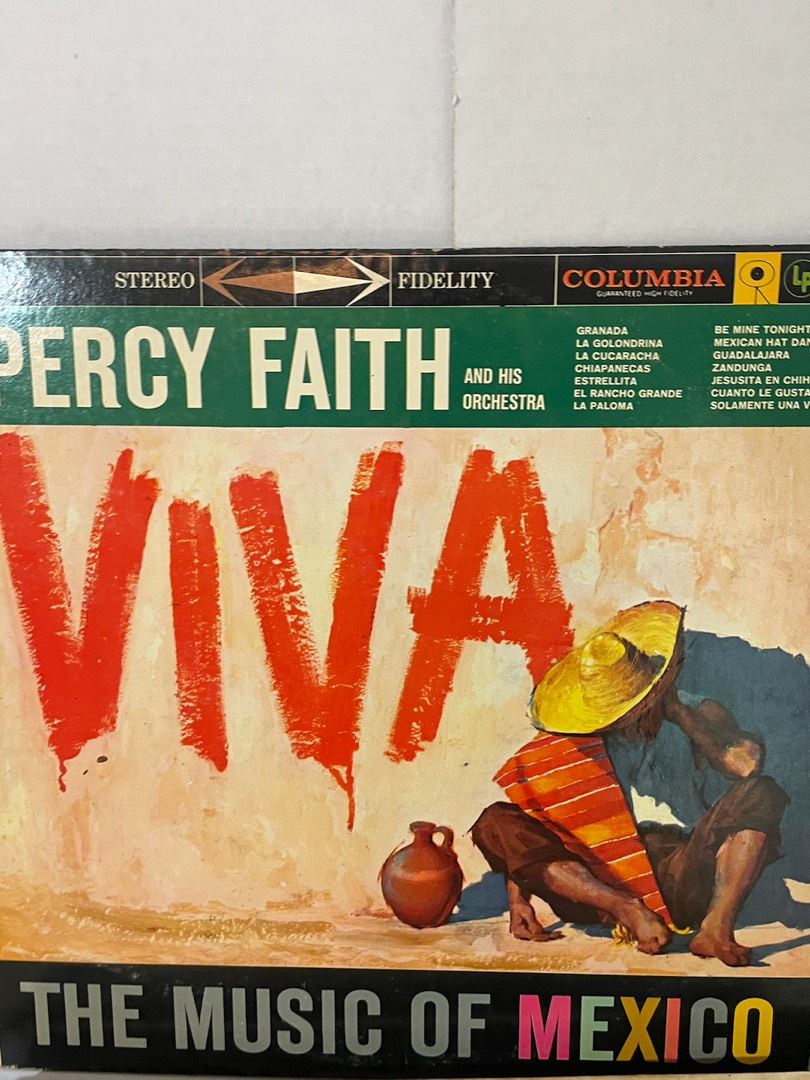 STEREO FIDELITY COLUMBIA
GUARANTEED HIGH FIDELITY
LP
PERCY FAITH
AND HIS
ORCHESTRA
GRANADA
LA GOLONDRINA
LA CUCARACHA
CHIAPANECAS
ESTRELLITA
EL RANCHO GRANDE
LA PALOMA
BE MINE TONIGHT
MEXICAN HAT DAN
GUADALAJARA
ZANDUNGA
JESUSITA EN CHIH
CUANTO LE GUSTA
SOLAMENTE UNA V
VIVA
THE MUSIC OF MEXICO